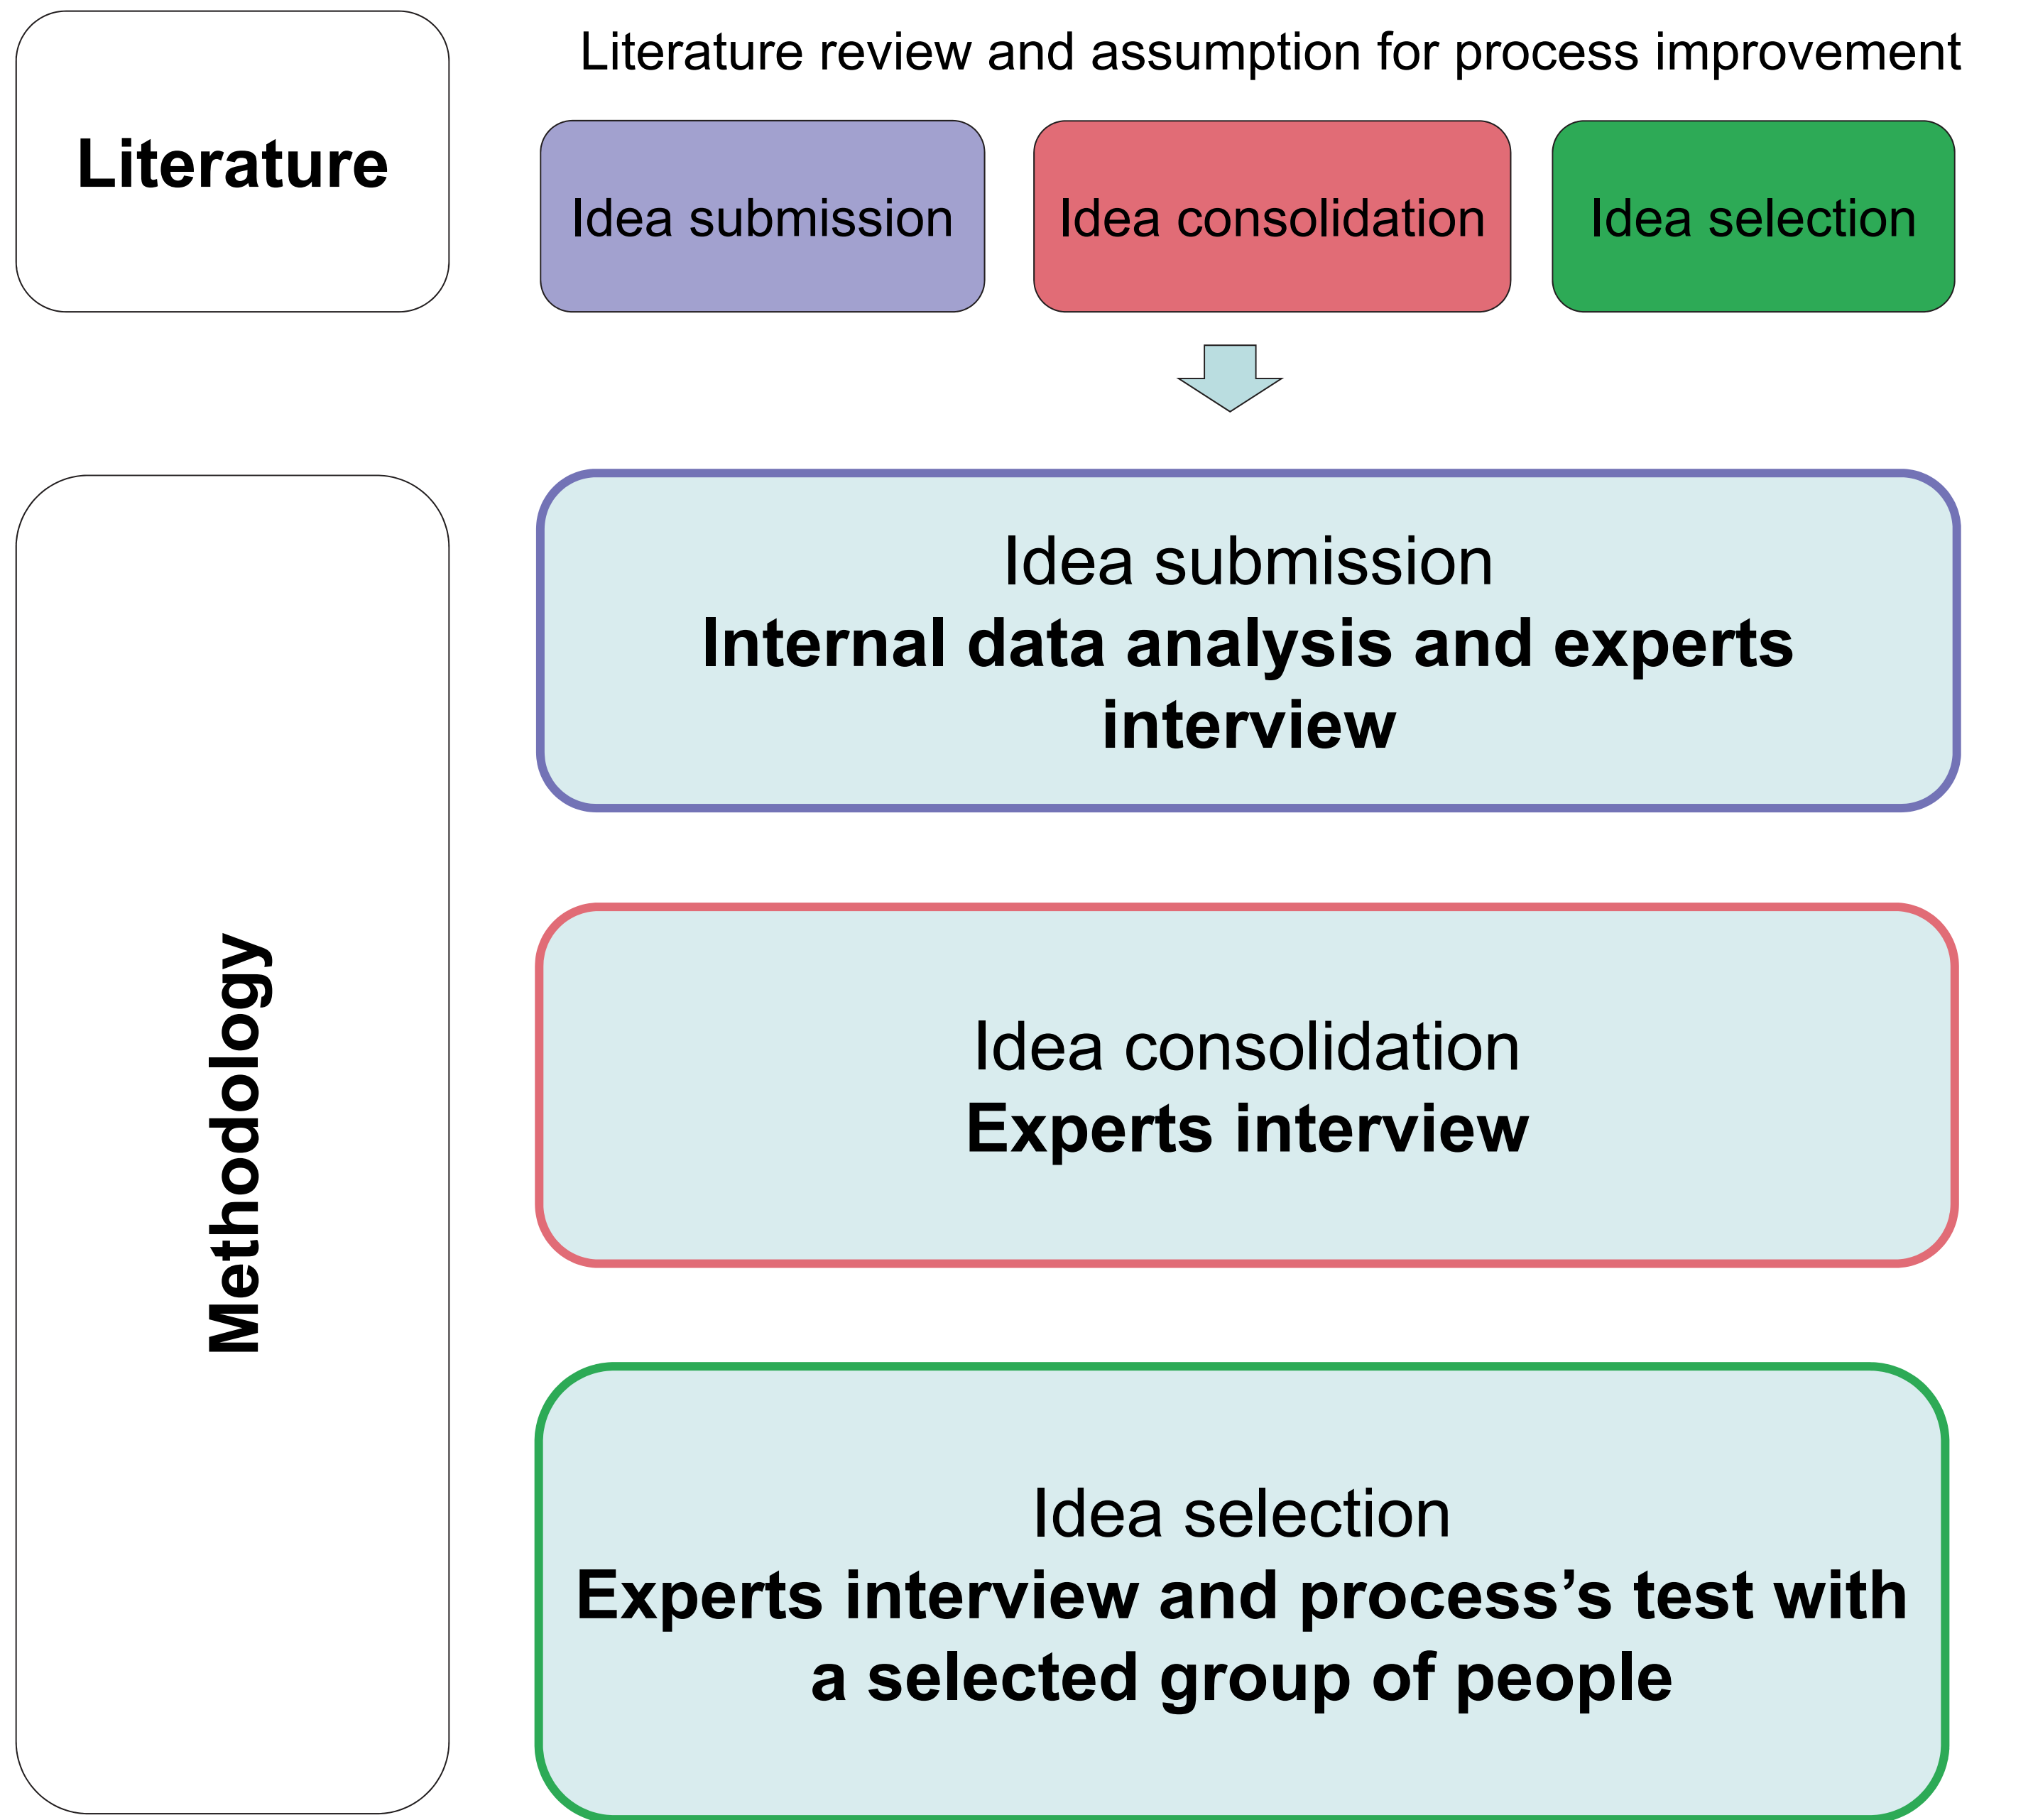 Literature
Literature review and assumption for process improvement
Idea submission
Idea consolidation
Idea selection
Methodology
Idea submission
Internal data analysis and experts
interview
Idea consolidation
Experts interview
Idea selection
Experts interview and process’s test with
a selected group of people